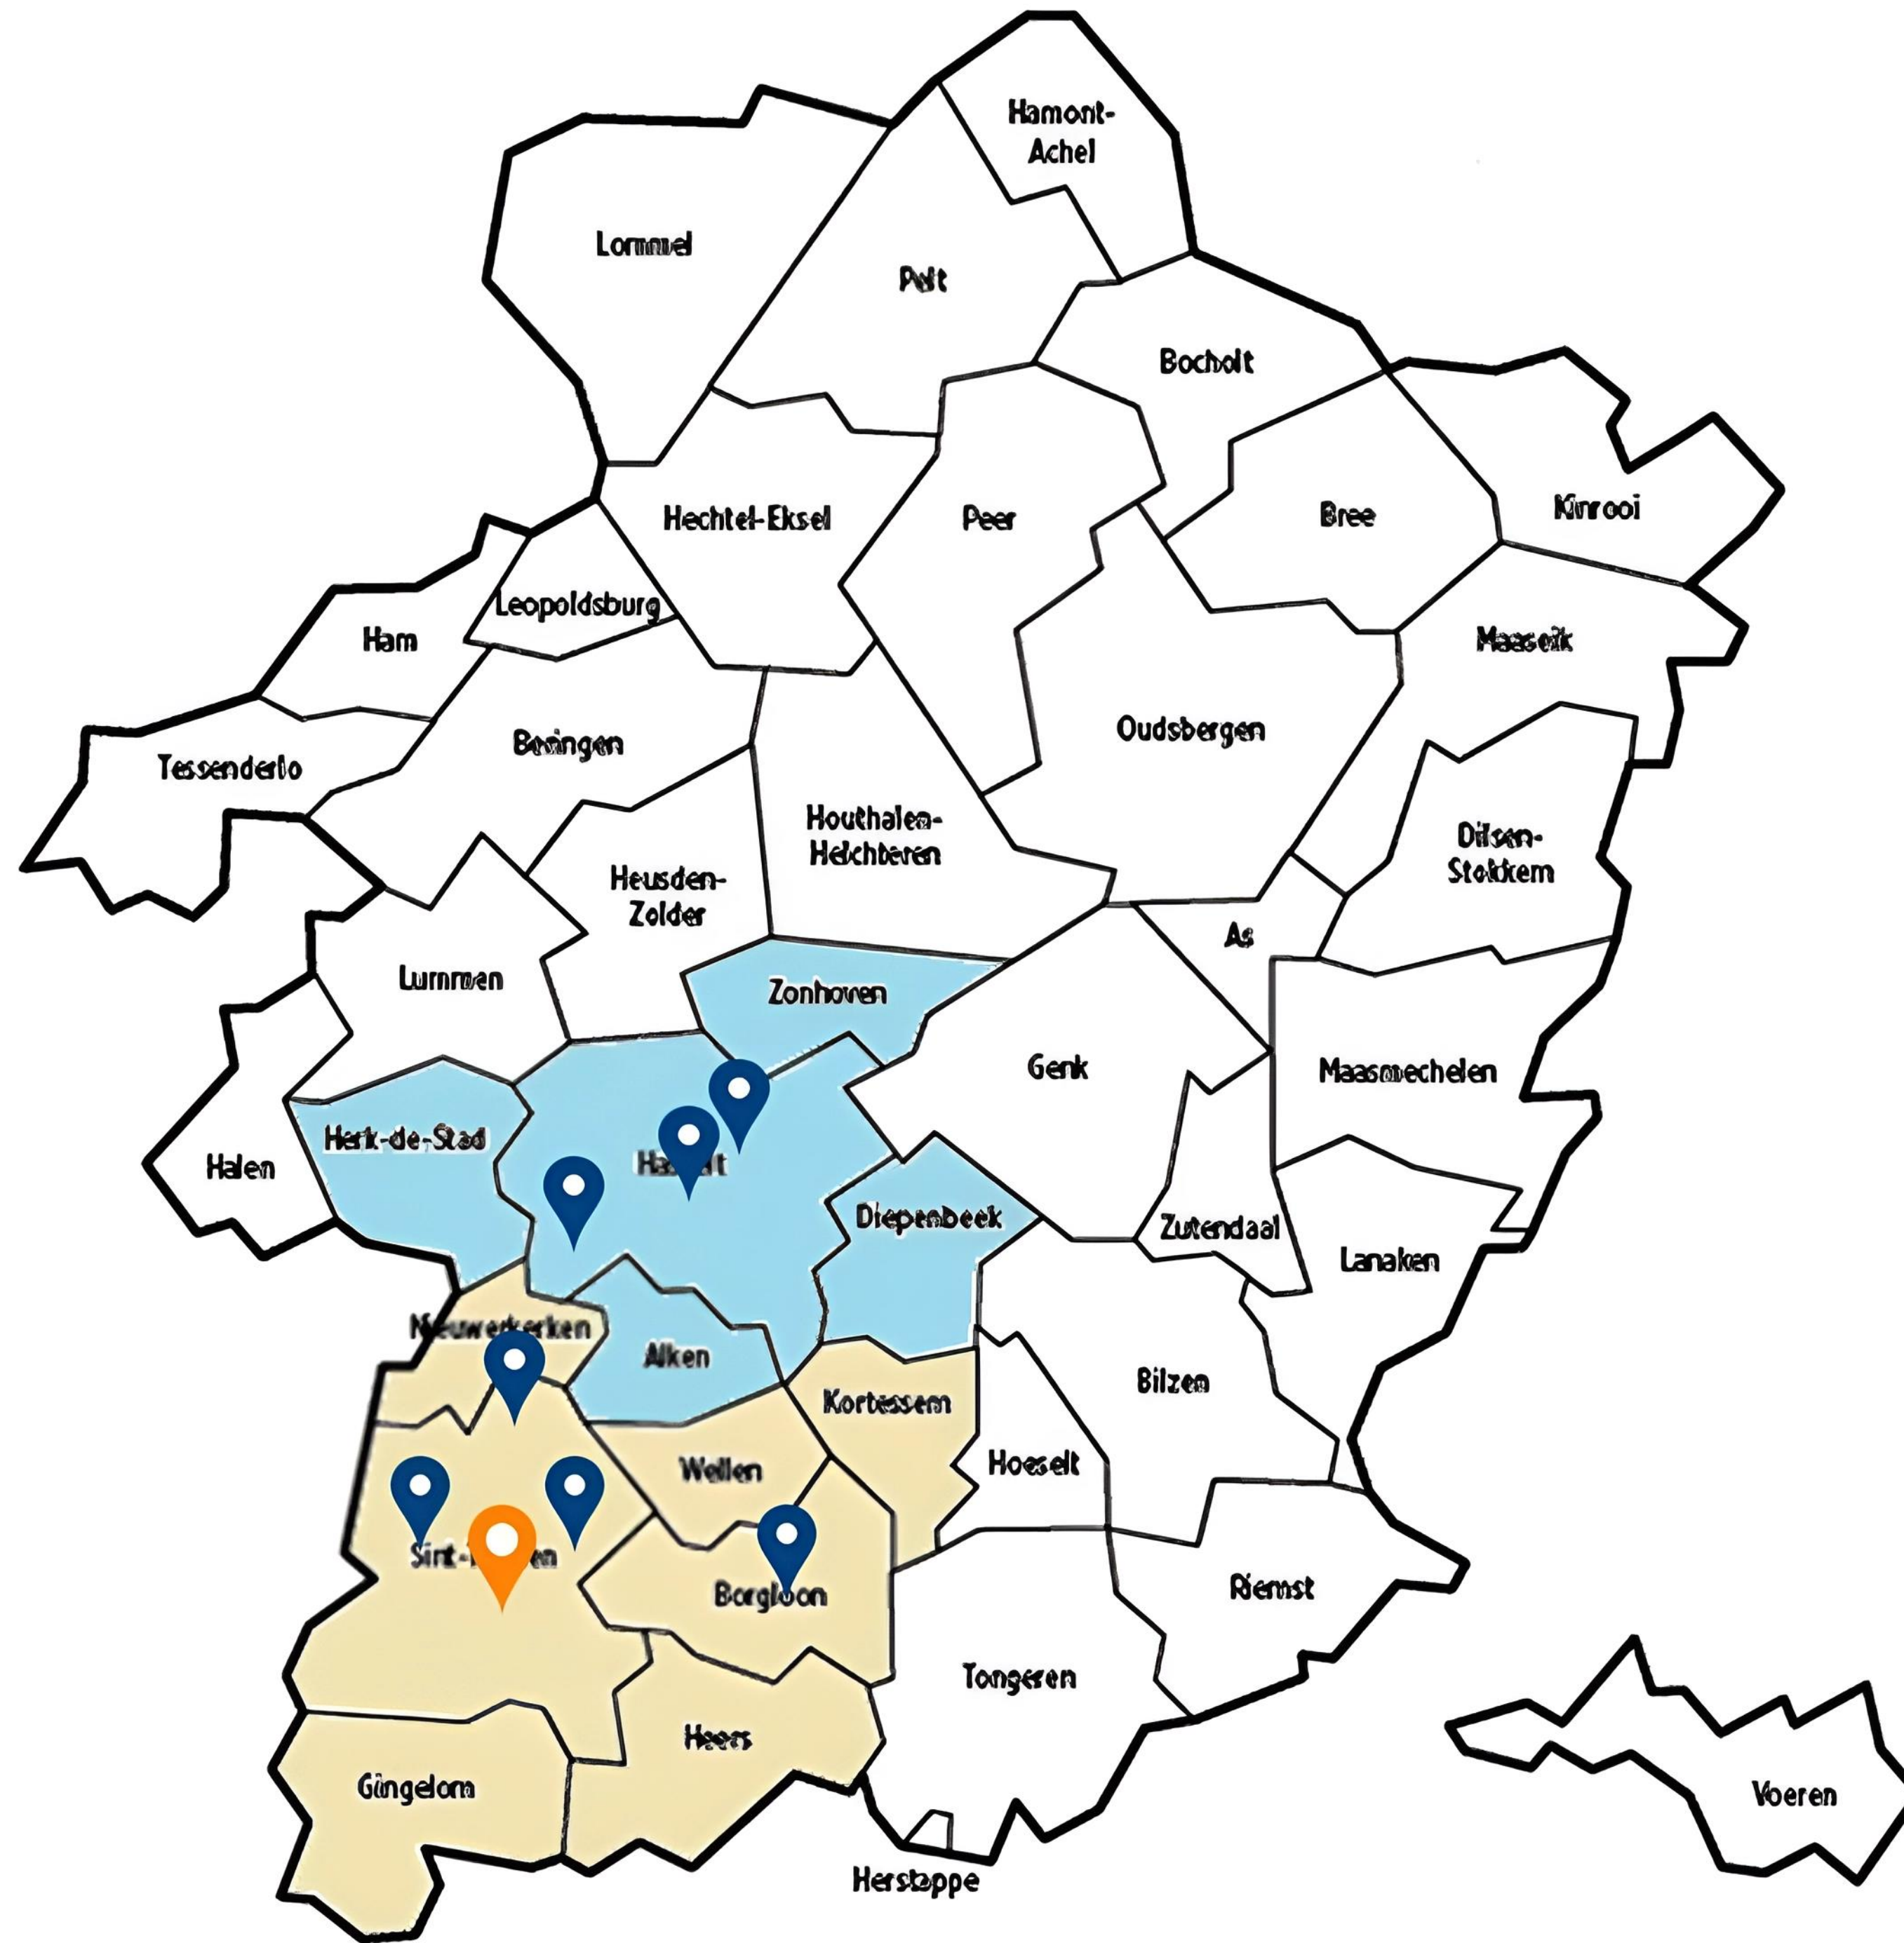 Hamont-
Achel
Lommel
Pelt
Bocholt
Hechtel-Eksel
Peer
Bree
Kinrooi
Leopoldsburg
Ham
Maaseik
Oudsbergen
Beringen
Tessenderlo
Houthalen-
Helchteren
Dilsen-
Stokkem
Heusden-
Zolder
As
Lummen
Zonhoven
Genk
Maasmechelen
Herk-de-Stad
Halen
Diepenbeek
Zutendaal
Lanaken
Nieuwerkerken
Alken
Bilzen
Kortessem
Hoeselt
Wellen
Riemst
Borgloon
Tongeren
Heers
Gingelom
Voeren
Herstappe